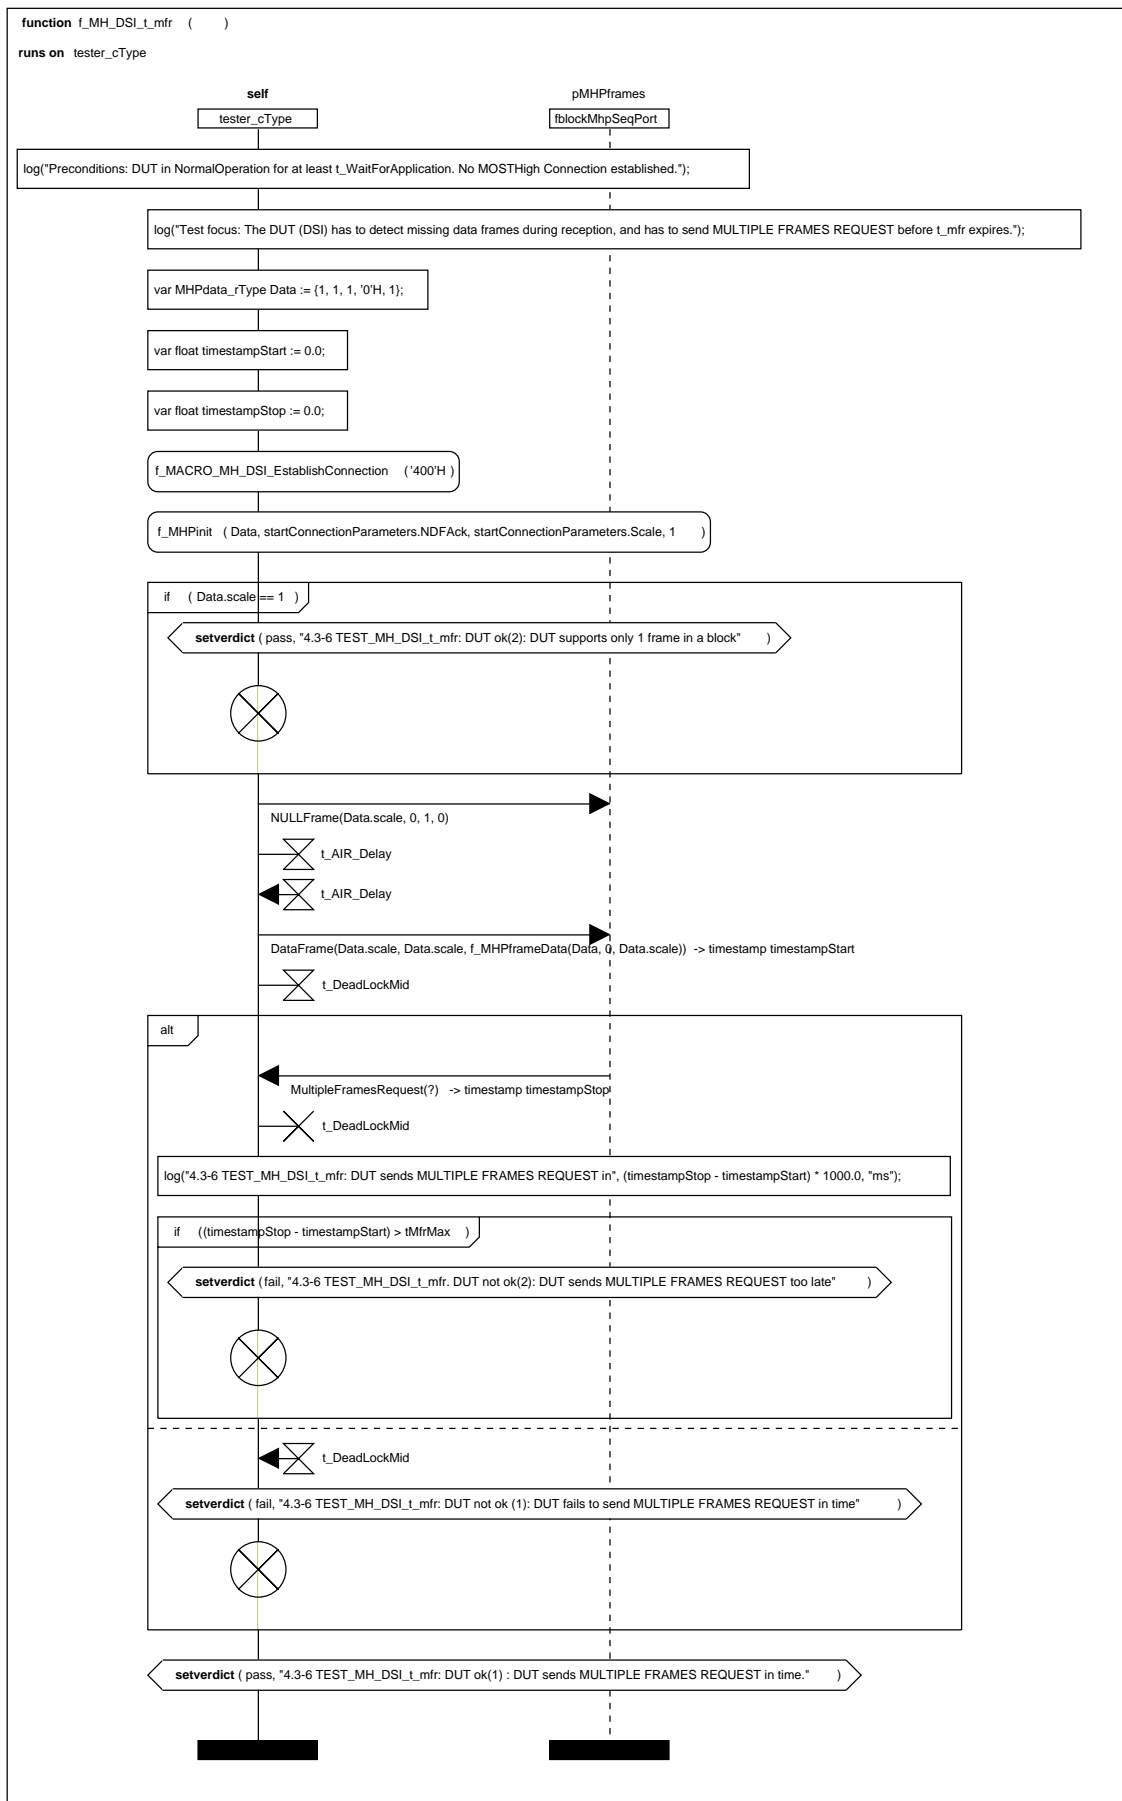 function f_MH_DSI_t_mfr ( )
runs on tester_cType
self
pMHPframes
tester_cType
fblockMhpSeqPort
log("Preconditions: DUT in NormalOperation for at least t_WaitForApplication. No MOSTHigh Connection established.");
log("Test focus: The DUT (DSI) has to detect missing data frames during reception, and has to send MULTIPLE FRAMES REQUEST before t_mfr expires.");
var MHPdata_rType Data := {1, 1, 1, '0'H, 1};
var float timestampStart := 0.0;
var float timestampStop := 0.0;
f_MACRO_MH_DSI_EstablishConnection ('400'H )
f_MHPinit ( Data, startConnectionParameters.NDFAck, startConnectionParameters.Scale, 1 )
if ( Data.scale == 1 )
setverdict ( pass, "4.3-6 TEST_MH_DSI_t_mfr: DUT ok(2): DUT supports only 1 frame in a block" )
NULLFrame(Data.scale, 0, 1, 0)
t_AIR_Delay
t_AIR_Delay
DataFrame(Data.scale, Data.scale, f_MHPframeData(Data, 0, Data.scale)) -> timestamp timestampStart
t_DeadLockMid
alt
MultipleFramesRequest(?) -> timestamp timestampStop
t_DeadLockMid
log("4.3-6 TEST_MH_DSI_t_mfr: DUT sends MULTIPLE FRAMES REQUEST in", (timestampStop - timestampStart) * 1000.0, "ms");
if ((timestampStop - timestampStart) > tMfrMax )
setverdict (fail, "4.3-6 TEST_MH_DSI_t_mfr. DUT not ok(2): DUT sends MULTIPLE FRAMES REQUEST too late" )
t_DeadLockMid
setverdict ( fail, "4.3-6 TEST_MH_DSI_t_mfr: DUT not ok (1): DUT fails to send MULTIPLE FRAMES REQUEST in time" )
setverdict ( pass, "4.3-6 TEST_MH_DSI_t_mfr: DUT ok(1) : DUT sends MULTIPLE FRAMES REQUEST in time." )